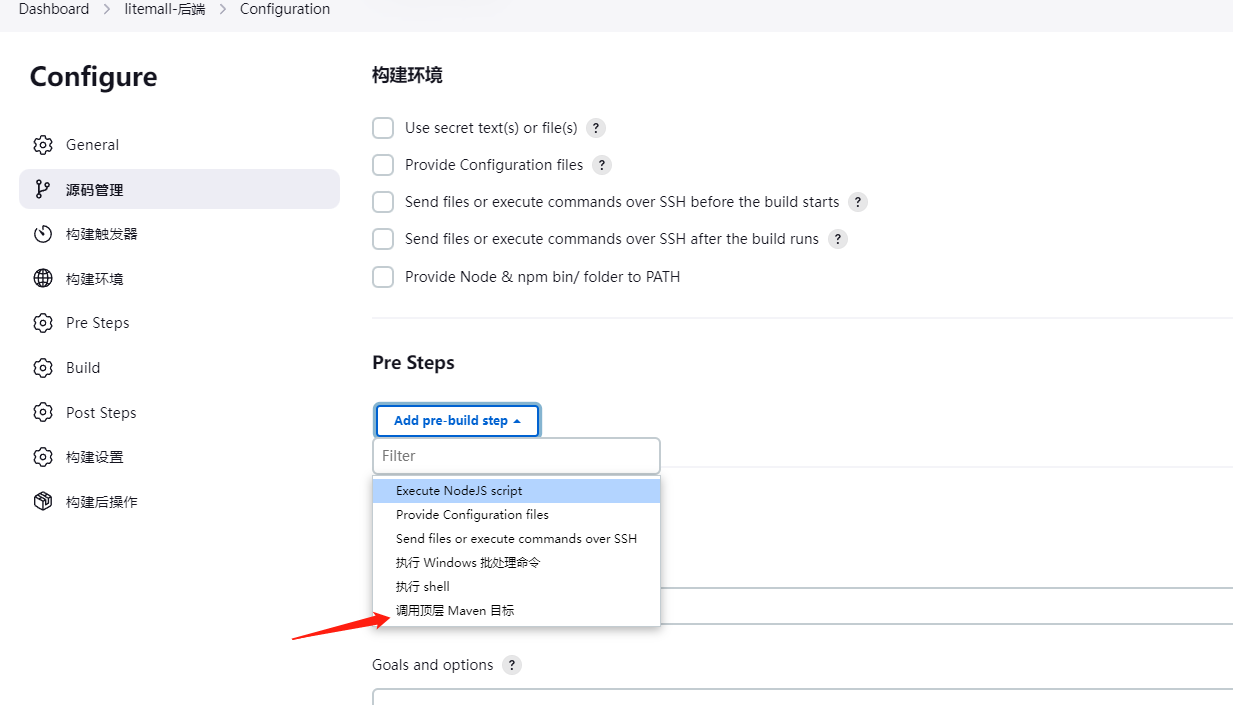 Dashboard > litemall-后端 > Configuration
Configure
General
源码管理
构建触发器
构建环境
Pre Steps
Build
Post Steps
构建设置
构建后操作
构建环境
Use secret text(s) or file(s) ?
Provide Configuration files ?
Send files or execute commands over SSH before the build starts ?
Send files or execute commands over SSH after the build runs ?
Provide Node & npm bin/ folder to PATH
Pre Steps
Add pre-build step
Filter
Execute NodeJS script
Provide Configuration files
Send files or execute commands over SSH
执行 Windows 批处理命令
执行 shell
调用顶层 Maven 目标
Goals and options ?